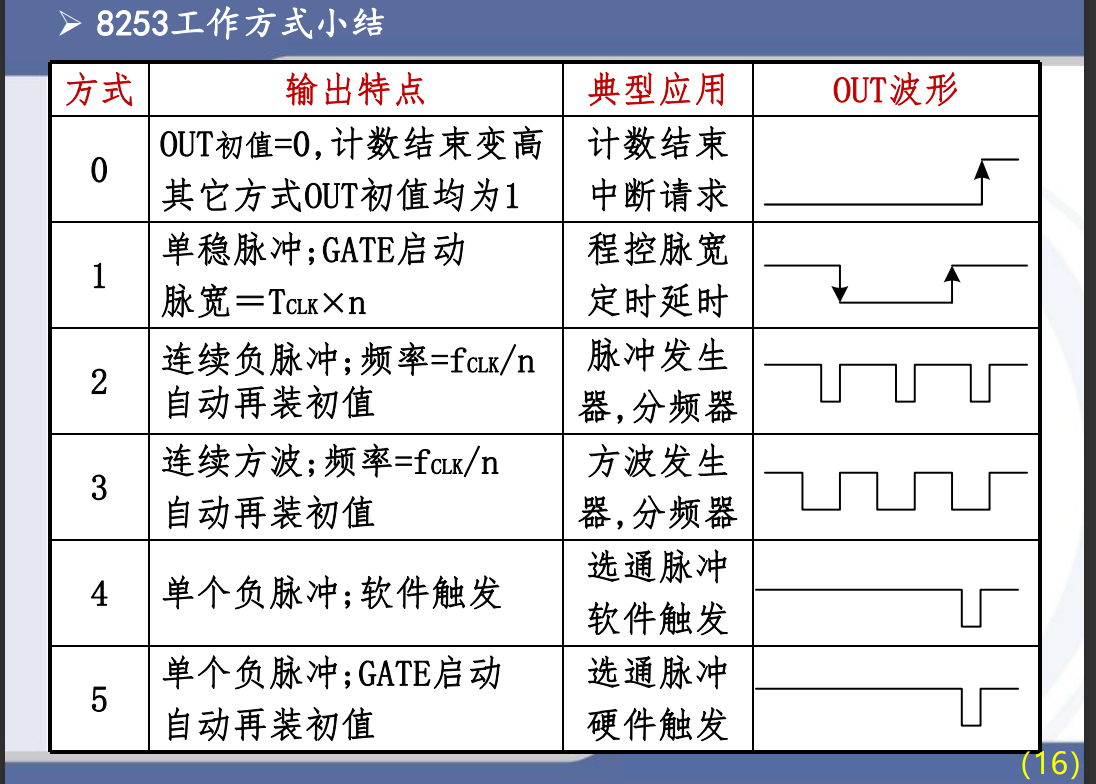 ➢ 8253工作方式小结
方式 输出特点 典型应用 OUT波形
0
OUT初值=0,计数结束变高
其它方式OUT初值均为1
计数结束
中断请求
1
单稳脉冲;GATE启动
脉宽＝TCLK×n
程控脉宽
定时延时
2
连续负脉冲;频率=fCLK/n
自动再装初值
脉冲发生
器,分频器
3
连续方波;频率=fCLK/n
自动再装初值
方波发生
器,分频器
4
单个负脉冲;软件触发
选通脉冲
软件触发
5
单个负脉冲;GATE启动
自动再装初值
选通脉冲
硬件触发
(16)